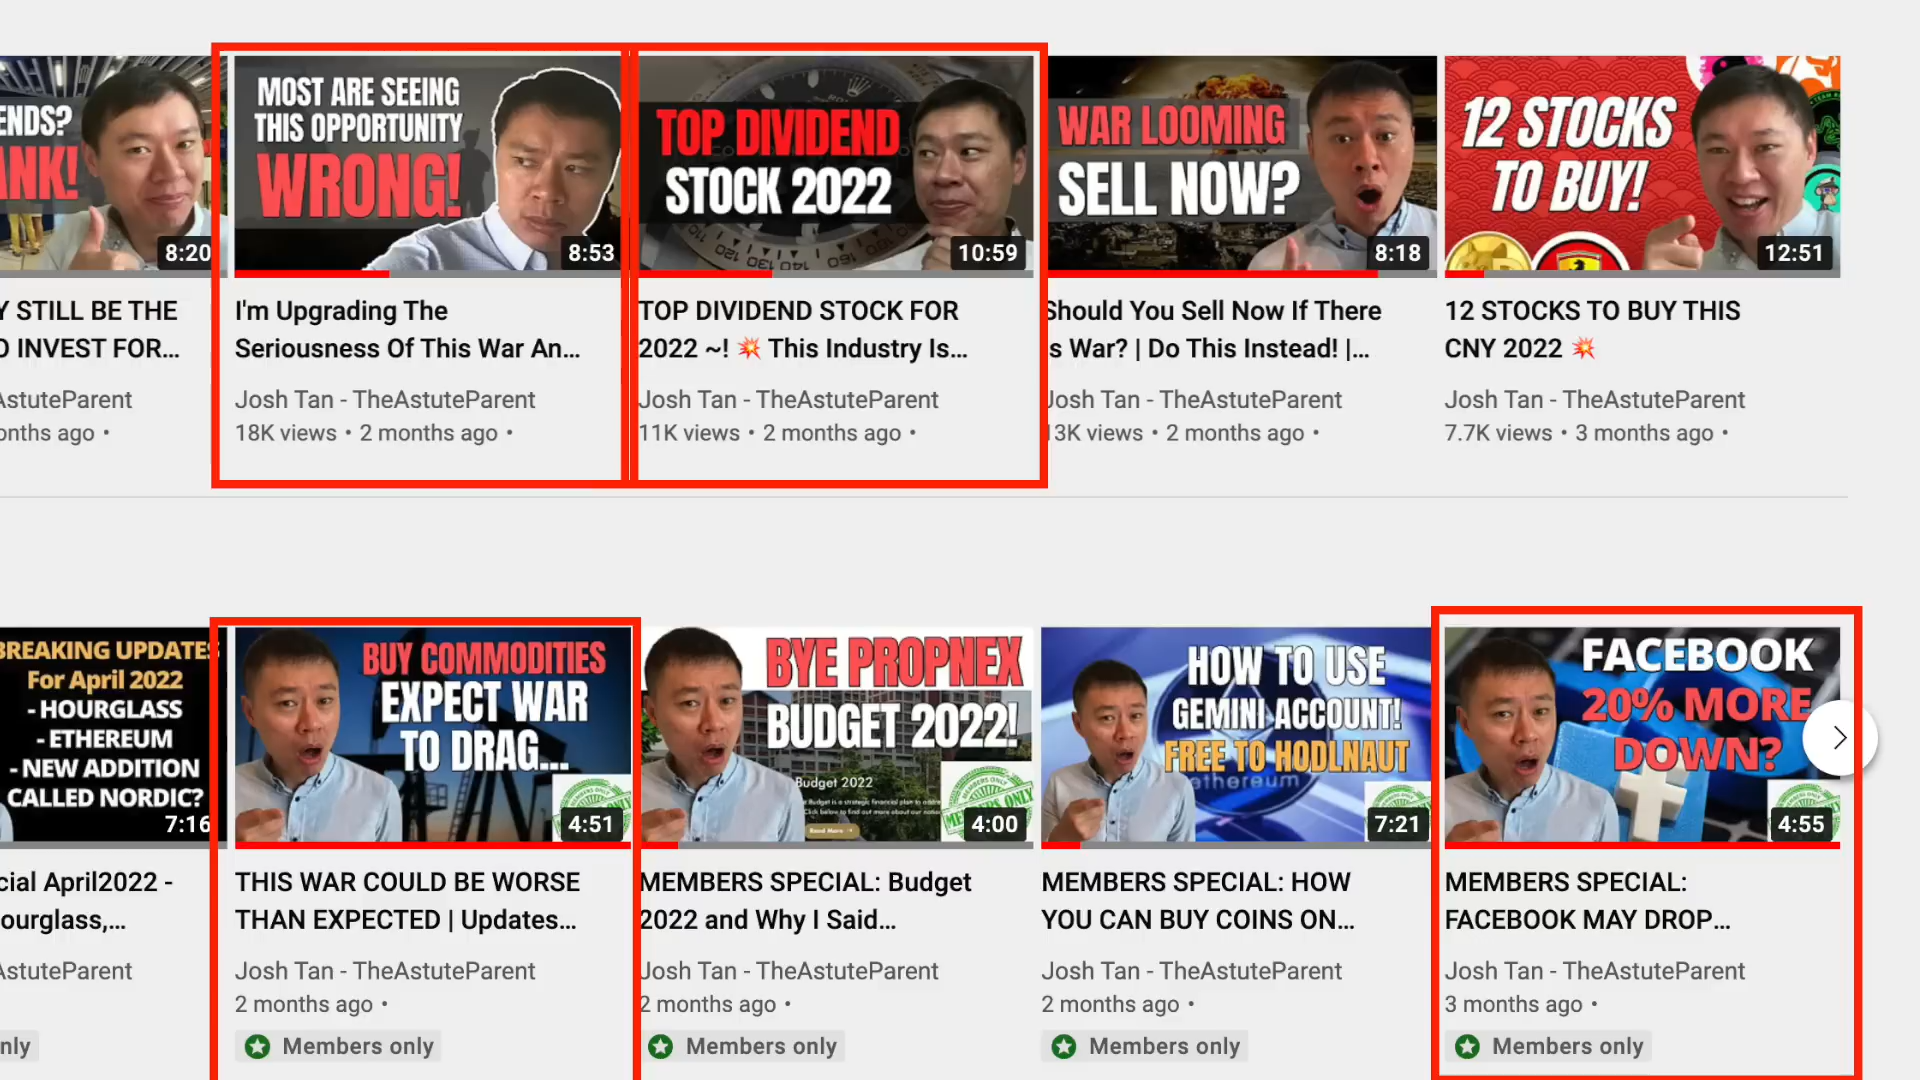 ENDS?
ANK!
8:20
MOST ARE SEEING
THIS OPPORTUNITY
WRONG!
8:53
TOP DIVIDEND
STOCK 2022
10:59
WAR LOOMING
SELL NOW?
8:18
12 STOCKS
TO BUY!
12:51
Y STILL BE THE
O INVEST FOR...
AstuteParent
onths ago •
I'm Upgrading The
Seriousness Of This War An...
Josh Tan - TheAstuteParent
18K views • 2 months ago •
TOP DIVIDEND STOCK FOR
2022 ~! 💥 This Industry Is...
Josh Tan - TheAstuteParent
11K views • 2 months ago •
Should You Sell Now If There
s War? | Do This Instead! |...
Josh Tan - TheAstuteParent
13K views • 2 months ago •
12 STOCKS TO BUY THIS
CNY 2022 💥
Josh Tan - TheAstuteParent
7.7K views • 3 months ago •
BREAKING UPDATES
For April 2022
- HOURGLASS
- ETHEREUM
- NEW ADDITION
CALLED NORDIC?
7:16
BUY COMMODITIES
EXPECT WAR
TO DRAG...
4:51
BYE PROPNEX
BUDGET 2022!
Budget 2022
Read More
MEMBERS ONLY
4:00
HOW TO USE
GEMINI ACCOUNT!
FREE TO HODLNAUT
ethereum
7:21
FACEBOOK
20% MORE
DOWN?
4:55
cial April2022 -
ourglass,...
AstuteParent
nly
THIS WAR COULD BE WORSE
THAN EXPECTED | Updates...
Josh Tan - TheAstuteParent
2 months ago •
Members only
MEMBERS SPECIAL: Budget
2022 and Why I Said...
Josh Tan - TheAstuteParent
2 months ago •
Members only
MEMBERS SPECIAL: HOW
YOU CAN BUY COINS ON...
Josh Tan - TheAstuteParent
2 months ago •
Members only
MEMBERS SPECIAL:
FACEBOOK MAY DROP...
Josh Tan - TheAstuteParent
3 months ago •
Members only